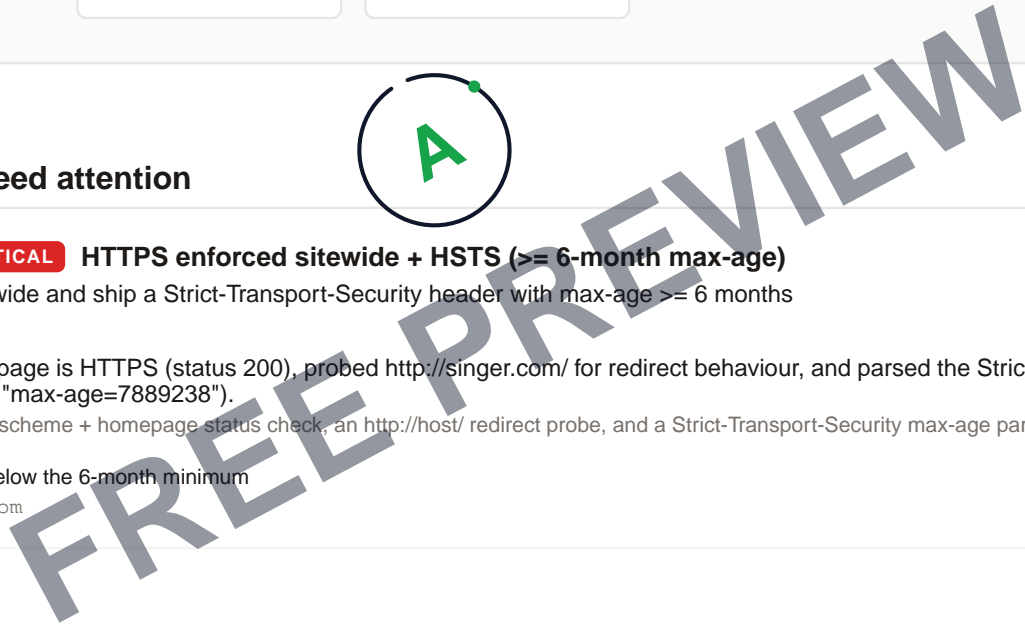 A
eed attention
TICAL HTTPS enforced sitewide + HSTS (>= 6-month max-age)
wide and ship a Strict-Transport-Security header with max-age >= 6 months
page is HTTPS (status 200), probed http://singer.com/ for redirect behaviour, and parsed the Stric
"max-age=7889238").
scheme + homepage status check, an http://host/ redirect probe, and a Strict-Transport-Security max-age par
elow the 6-month minimum
om
FREE PREVIEW